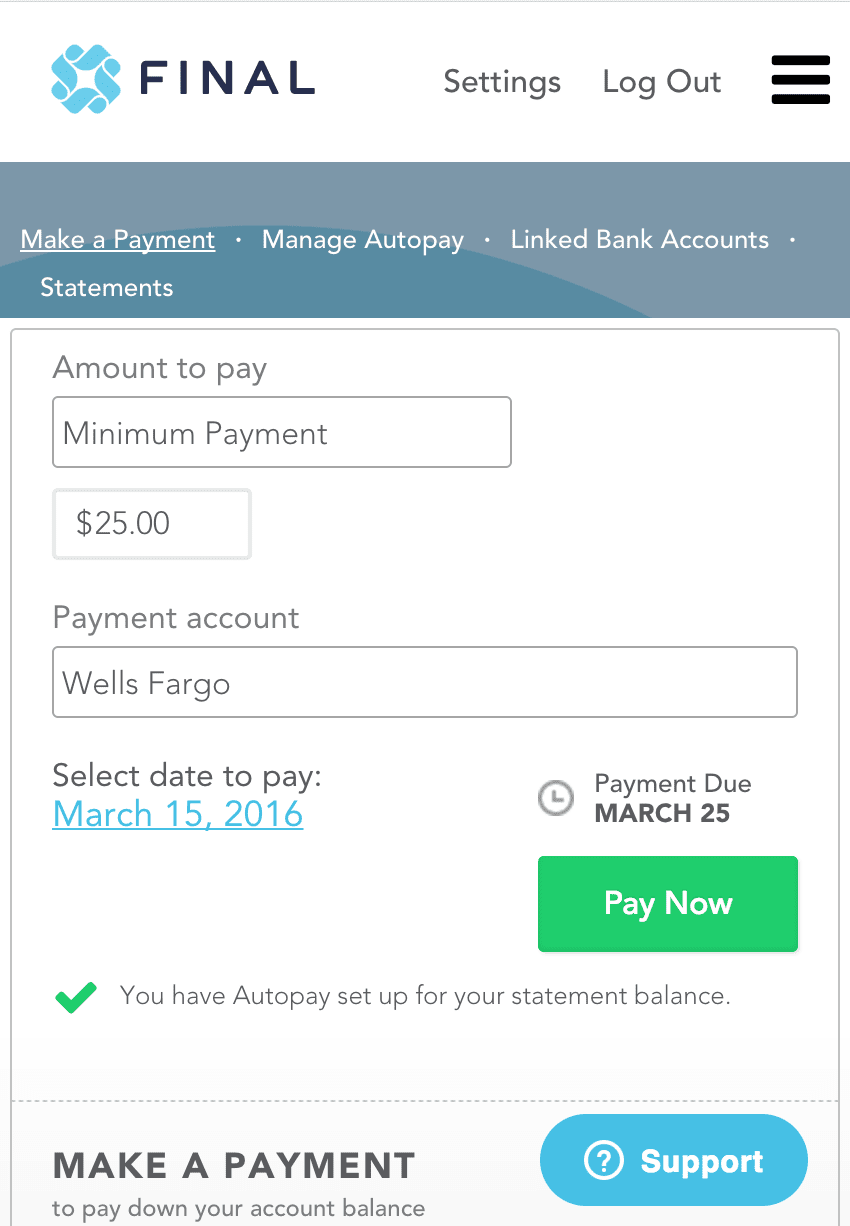 FINAL
Settings Log Out
Make a Payment · Manage Autopay · Linked Bank Accounts ·
Statements
Amount to pay
Minimum Payment
$25.00
Payment account
Wells Fargo
Select date to pay:
March 15, 2016
Payment Due
MARCH 25
Pay Now
You have Autopay set up for your statement balance.
MAKE A PAYMENT
to pay down your account balance
? Support